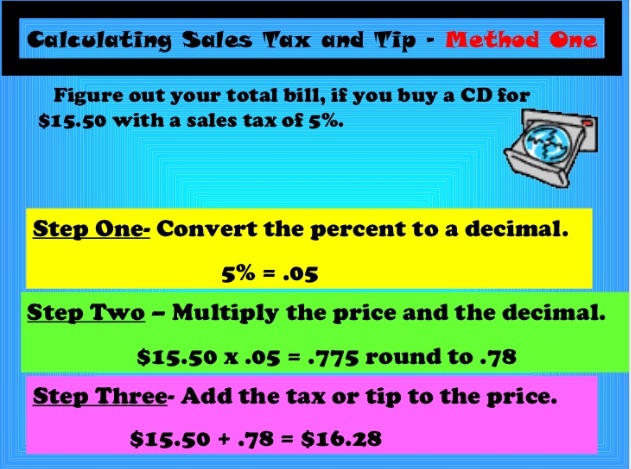 Calculating Sales Tax and Tip - Method One
Figure out your total bill, if you buy a CD for
$15.50 with a sales tax of 5%.
Step One- Convert the percent to a decimal.
5% = .05
Step Two – Multiply the price and the decimal.
$15.50 x .05 = .775 round to .78
Step Three- Add the tax or tip to the price.
$15.50 + .78 = $16.28